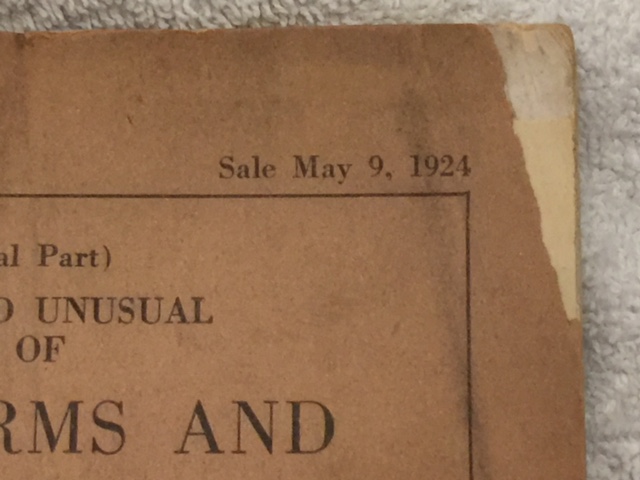 Sale May 9, 1924
al Part)
UNUSUAL
OF
RMS AND